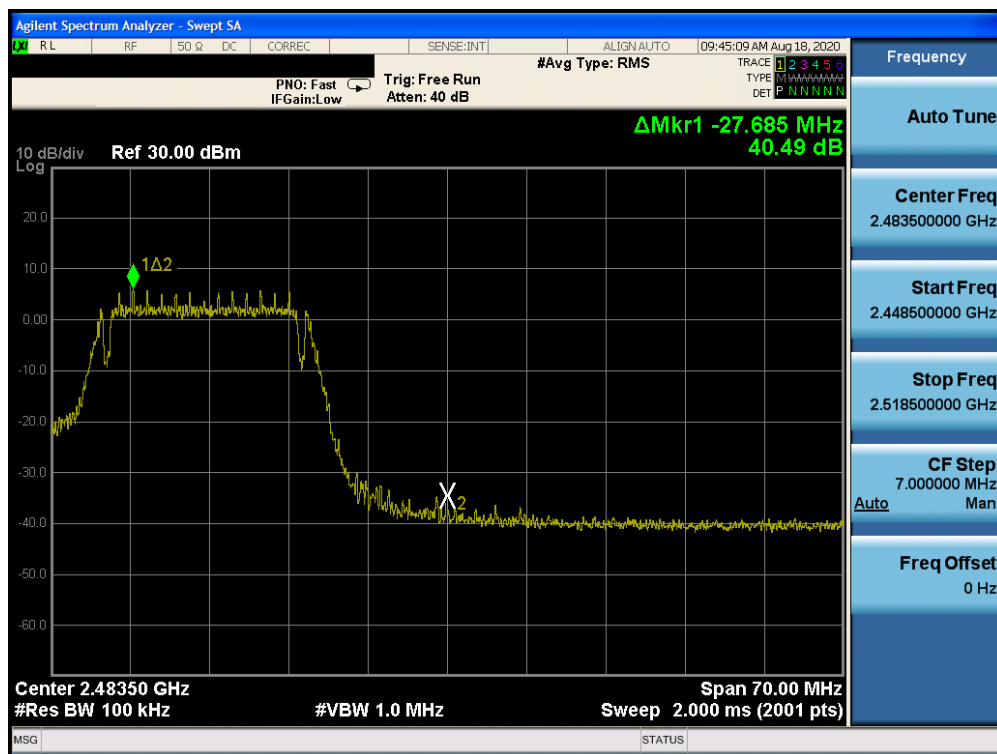 Agilent Spectrum Analyzer - Swept SA
LXI RL RF 50 Ω DC CORREC SENSE:INT ALIGN AUTO 09:45:09 AM Aug 18, 2020
Frequency
#Avg Type: RMS
TRACE 1 2 3 4 5 6
PNO: Fast Trig: Free Run
TYPE M W W W W W
IFGain:Low Atten: 40 dB
DET P N N N N N
Auto Tune
ΔMkr1 -27.685 MHz
40.49 dB
10 dB/div Ref 30.00 dBm
Log
Center Freq
2.483500000 GHz
20.0
10.0
1Δ2
Start Freq
2.448500000 GHz
0.00
-10.0
Stop Freq
2.518500000 GHz
-20.0
-30.0
CF Step
7.000000 MHz
Auto Man
2
-40.0
Freq Offset
0 Hz
-50.0
-60.0
Center 2.48350 GHz Span 70.00 MHz
#Res BW 100 kHz #VBW 1.0 MHz Sweep 2.000 ms (2001 pts)
MSG STATUS